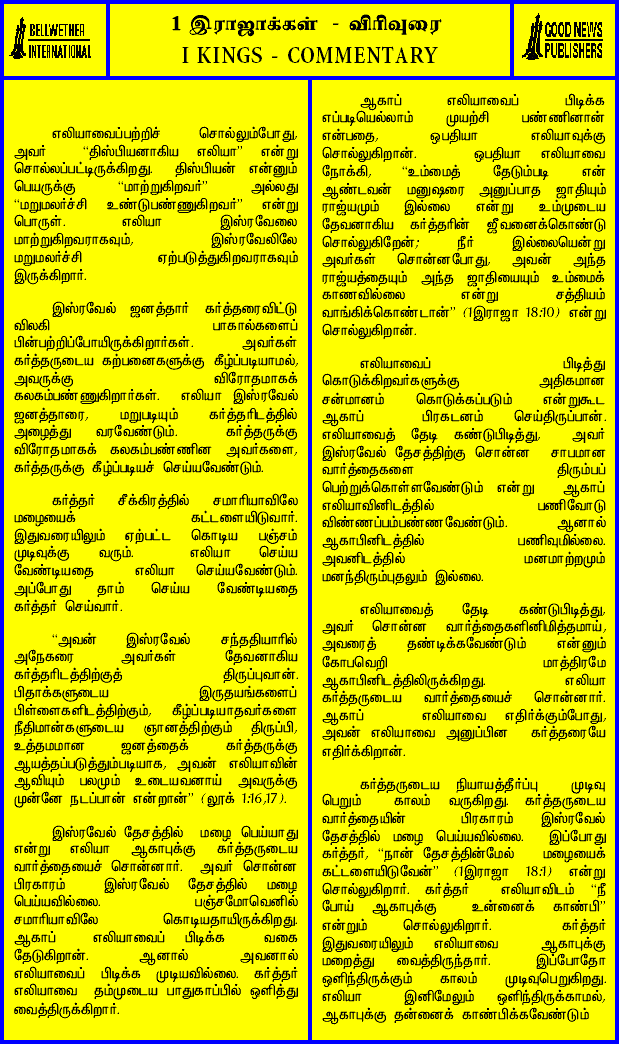 BELLWETHER
INTERNATIONAL
1 இராஜாக்கள் - விரிவுரை
I KINGS - COMMENTARY
GOOD NEWS
PUBLISHERS
எலியாவைப்பற்றிச் சொல்லும்போது,
அவர் “திஸ்பியனாகிய எலியா” என்று
சொல்லப்பட்டிருக்கிறது. திஸ்பியன் என்னும்
பெயருக்கு “மாற்றுகிறவர்” அல்லது
“மறுமலர்ச்சி உண்டுபண்ணுகிறவர்” என்று
பொருள். எலியா இஸ்ரவேலை
மாற்றுகிறவராகவும், இஸ்ரவேலிலே
மறுமலர்ச்சி ஏற்படுத்துகிறவராகவும்
இருக்கிறார்.
இஸ்ரவேல் ஜனத்தார் கர்த்தரைவிட்டு
விலகி பாகால்களைப்
பின்பற்றிப்போயிருக்கிறார்கள். அவர்கள்
கர்த்தருடைய கற்பனைகளுக்கு கீழ்ப்படியாமல்,
அவருக்கு விரோதமாகக்
கலகம்பண்ணுகிறார்கள். எலியா இஸ்ரவேல்
ஜனத்தாரை, மறுபடியும் கர்த்தரிடத்தில்
அழைத்து வரவேண்டும். கர்த்தருக்கு
விரோதமாகக் கலகம்பண்ணின அவர்களை,
கர்த்தருக்கு கீழ்ப்படியச் செய்யவேண்டும்.
கர்த்தர் சீக்கிரத்தில் சமாரியாவிலே
மழையைக் கட்டளையிடுவார்.
இதுவரையிலும் ஏற்பட்ட கொடிய பஞ்சம்
முடிவுக்கு வரும். எலியா செய்ய
வேண்டியதை எலியா செய்யவேண்டும்.
அப்போது தாம் செய்ய வேண்டியதை
கர்த்தர் செய்வார்.
“அவன் இஸ்ரவேல் சந்ததியாரில்
அநேகரை அவர்கள் தேவனாகிய
கர்த்தரிடத்திற்குத் திருப்புவான்.
பிதாக்களுடைய இருதயங்களைப்
பிள்ளைகளிடத்திற்கும், கீழ்ப்படியாதவர்களை
நீதிமான்களுடைய ஞானத்திற்கும் திருப்பி,
உத்தமமான ஜனத்தைக் கர்த்தருக்கு
ஆயத்தப்படுத்தும்படியாக, அவன் எலியாவின்
ஆவியும் பலமும் உடையவனாய் அவருக்கு
முன்னே நடப்பான் என்றான்” (லூக் 1:16,17).
இஸ்ரவேல் தேசத்தில் மழை பெய்யாது
என்று எலியா ஆகாபுக்கு கர்த்தருடைய
வார்த்தையைச் சொன்னார். அவர் சொன்ன
பிரகாரம் இஸ்ரவேல் தேசத்தில் மழை
பெய்யவில்லை. பஞ்சமோவெனில்
சமாரியாவிலே கொடியதாயிருக்கிறது.
ஆகாப் எலியாவைப் பிடிக்க வகை
தேடுகிறான். ஆனால் அவனால்
எலியாவைப் பிடிக்க முடியவில்லை. கர்த்தர்
எலியாவை தம்முடைய பாதுகாப்பில் ஒளித்து
வைத்திருக்கிறார்.
ஆகாப் எலியாவைப் பிடிக்க
எப்படியெல்லாம் முயற்சி பண்ணினான்
என்பதை, ஒபதியா எலியாவுக்கு
சொல்லுகிறான். ஒபதியா எலியாவை
நோக்கி, “உம்மைத் தேடும்படி என்
ஆண்டவன் மனுஷரை அனுப்பாத ஜாதியும்
ராஜ்யமும் இல்லை என்று உம்முடைய
தேவனாகிய கர்த்தரின் ஜீவனைக்கொண்டு
சொல்லுகிறேன்; நீர் இல்லையென்று
அவர்கள் சொன்னபோது, அவன் அந்த
ராஜ்யத்தையும் அந்த ஜாதியையும் உம்மைக்
காணவில்லை என்று சத்தியம்
வாங்கிக்கொண்டான்” (1இராஜா 18:10) என்று
சொல்லுகிறான்.
எலியாவைப் பிடித்து
கொடுக்கிறவர்களுக்கு அதிகமான
சன்மானம் கொடுக்கப்படும் என்றுகூட
ஆகாப் பிரகடனம் செய்திருப்பான்.
எலியாவைத் தேடி கண்டுபிடித்து, அவர்
இஸ்ரவேல் தேசத்திற்கு சொன்ன சாபமான
வார்த்தைகளை திரும்பப்
பெற்றுக்கொள்ளவேண்டும் என்று ஆகாப்
எலியாவினிடத்தில் பணிவோடு
விண்ணப்பம்பண்ணவேண்டும். ஆனால்
ஆகாபினிடத்தில் பணிவுமில்லை.
அவனிடத்தில் மனமாற்றமும்
மனந்திரும்புதலும் இல்லை.
எலியாவைத் தேடி கண்டுபிடித்து,
அவர் சொன்ன வார்த்தைகளினிமித்தமாய்,
அவரைத் தண்டிக்கவேண்டும் என்னும்
கோபவெறி மாத்திரமே
ஆகாபினிடத்திலிருக்கிறது. எலியா
கர்த்தருடைய வார்த்தையைச் சொன்னார்.
ஆகாப் எலியாவை எதிர்க்கும்போது,
அவன் எலியாவை அனுப்பின கர்த்தரையே
எதிர்க்கிறான்.
கர்த்தருடைய நியாயத்தீர்ப்பு முடிவு
பெறும் காலம் வருகிறது. கர்த்தருடைய
வார்த்தையின் பிரகாரம் இஸ்ரவேல்
தேசத்தில் மழை பெய்யவில்லை. இப்போது
கர்த்தர், “நான் தேசத்தின்மேல் மழையைக்
கட்டளையிடுவேன்” (1இராஜா 18:1) என்று
சொல்லுகிறார். கர்த்தர் எலியாவிடம் “நீ
போய் ஆகாபுக்கு உன்னைக் காண்பி”
என்றும் சொல்லுகிறார். கர்த்தர்
இதுவரையிலும் எலியாவை ஆகாபுக்கு
மறைத்து வைத்திருந்தார். இப்போதோ
ஒளிந்திருக்கும் காலம் முடிவுபெறுகிறது.
எலியா இனிமேலும் ஒளிந்திருக்காமல்,
ஆகாபுக்கு தன்னைக் காண்பிக்கவேண்டும்